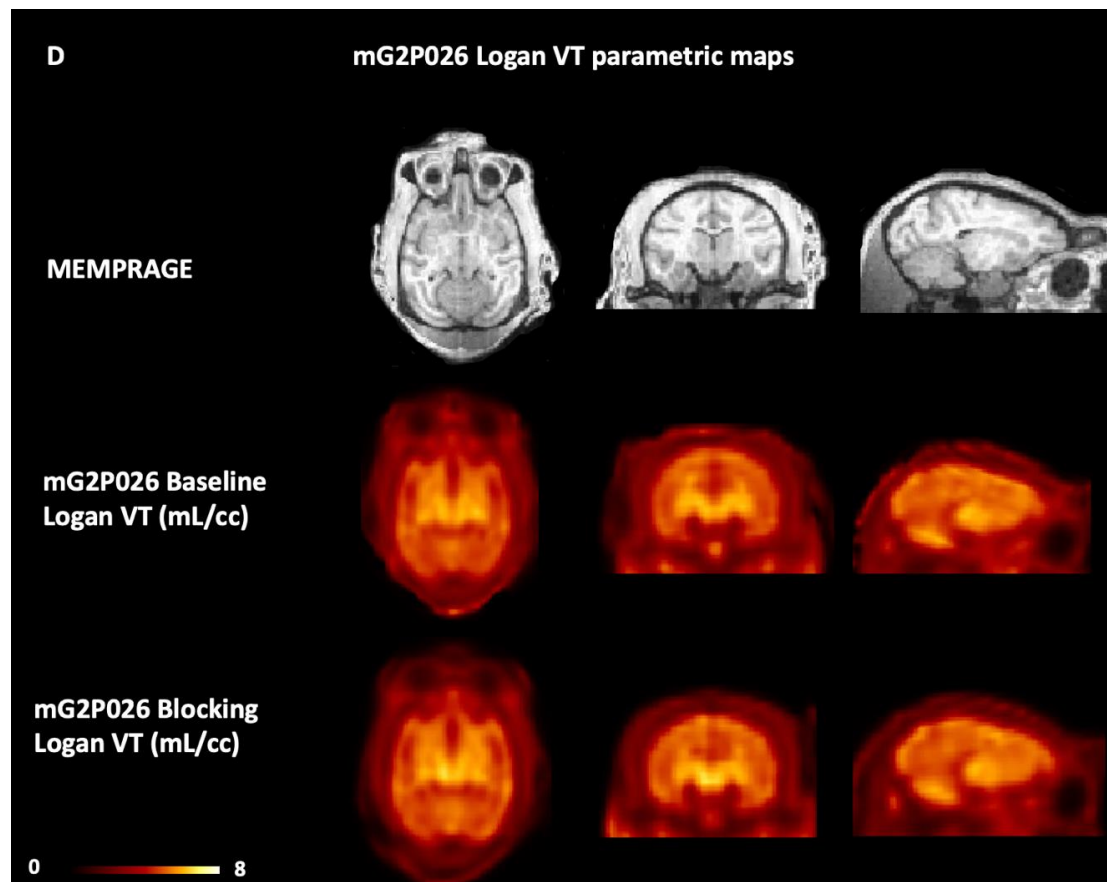 D
mG2P026 Logan VT parametric maps
MEMPRAGE
mG2P026 Baseline
Logan VT (mL/cc)
mG2P026 Blocking
Logan VT (mL/cc)
0
8